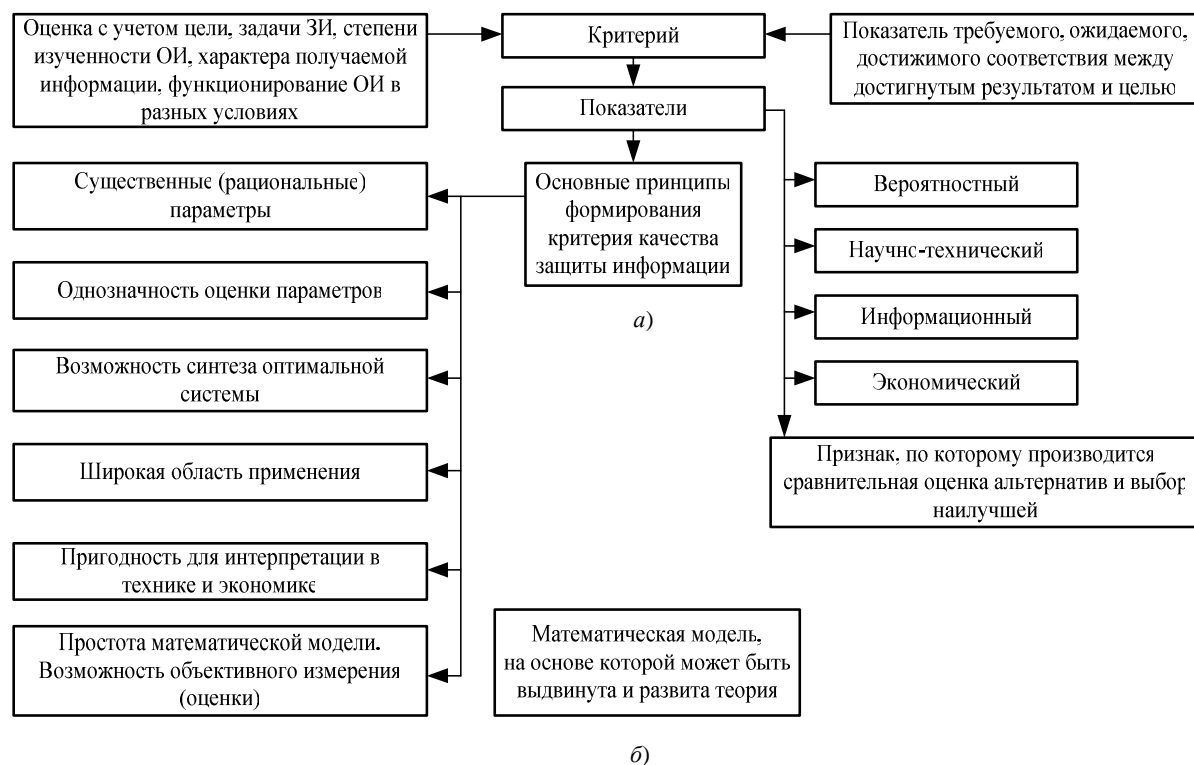 Оценка с учетом цели, задачи ЗИ, степени
изученности ОИ, характера получаемой
информации, функционирование ОИ в
разных условиях
Критерий
Показатель требуемого, ожидаемого,
достижимого соответствия между
достигнутым результатом и целью
Показатели
Существенные (рациональные)
параметры
Основные принципы
формирования
критерия качества
защиты информации
Вероятностный
Научно-технический
Однозначность оценки параметров
а)
Информационный
Возможность синтеза оптимальной
системы
Экономический
Широкая область применения
Признак, по которому производится
сравнительная оценка альтернатив и выбор
наилучшей
Пригодность для интерпретации в
технике и экономике
Простота математической модели.
Возможность объективного измерения
(оценки)
Математическая модель,
на основе которой может быть
выдвинута и развита теория
б)